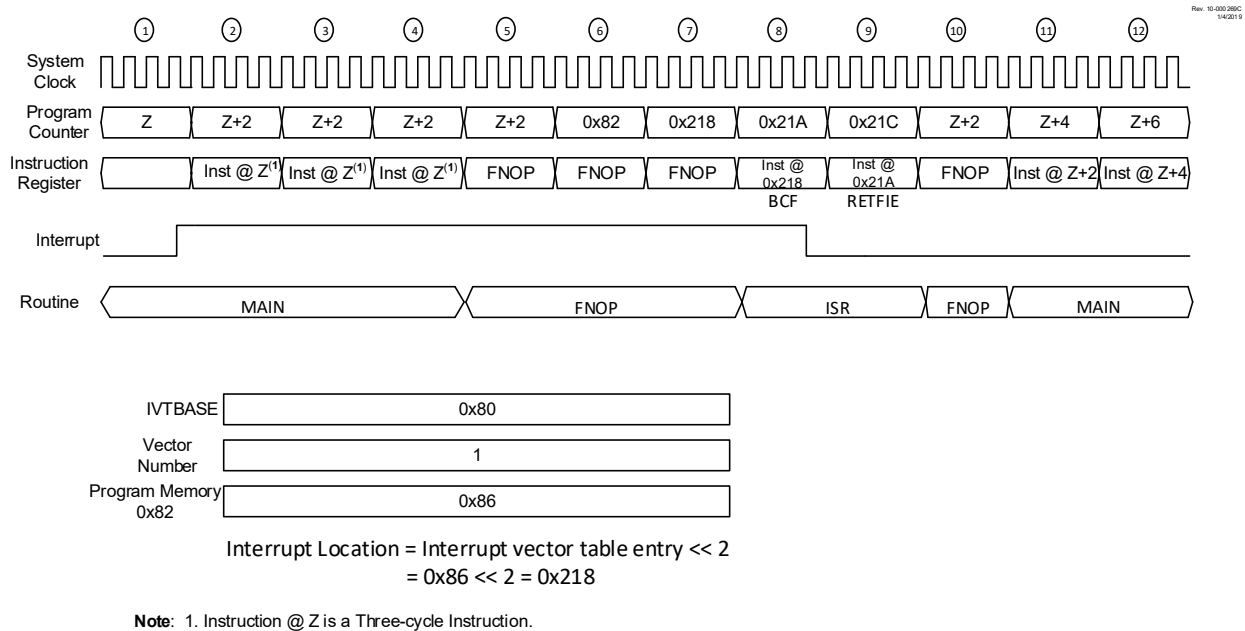 Rev. 10-000269C
1/4/2019
1 2 3 4 5 6 7 8 9 10 11 12
System
Clock
Program
Counter
Z Z+2 Z+2 Z+2 Z+2 0x82 0x218 0x21A 0x21C Z+2 Z+4 Z+6
Instruction
Register
Inst @ Z(1) Inst @ Z(1) Inst @ Z(1) FNOP FNOP FNOP Inst @ 0x218 Inst @ 0x21A FNOP Inst @ Z+2 Inst @ Z+4
BCF RETFIE
Interrupt
Routine MAIN FNOP ISR FNOP MAIN
IVTBASE 0x80
Vector
Number
1
Program Memory
0x82
0x86
Interrupt Location = Interrupt vector table entry << 2
= 0x86 << 2 = 0x218
Note: 1. Instruction @ Z is a Three-cycle Instruction.